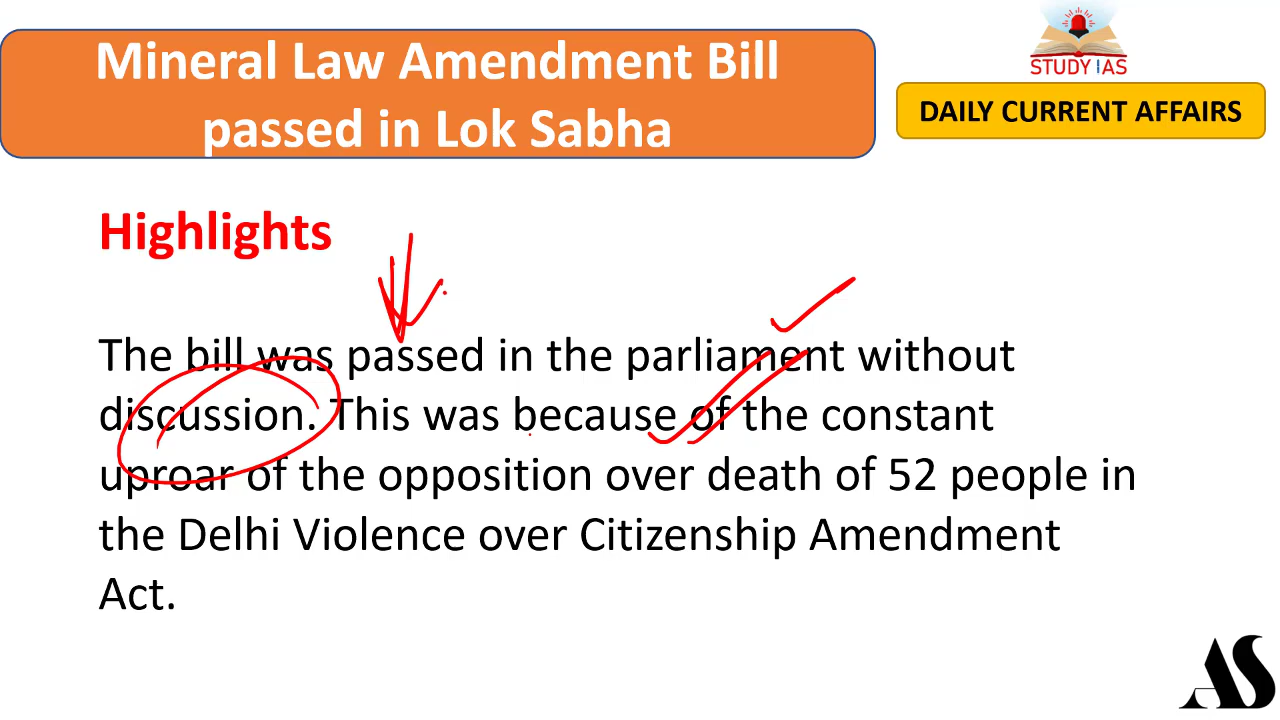 Mineral Law Amendment Bill
passed in Lok Sabha
STUDY IAS
DAILY CURRENT AFFAIRS
Highlights
The bill was passed in the parliament without
discussion. This was because of the constant
uproar of the opposition over death of 52 people in
the Delhi Violence over Citizenship Amendment
Act.
AS